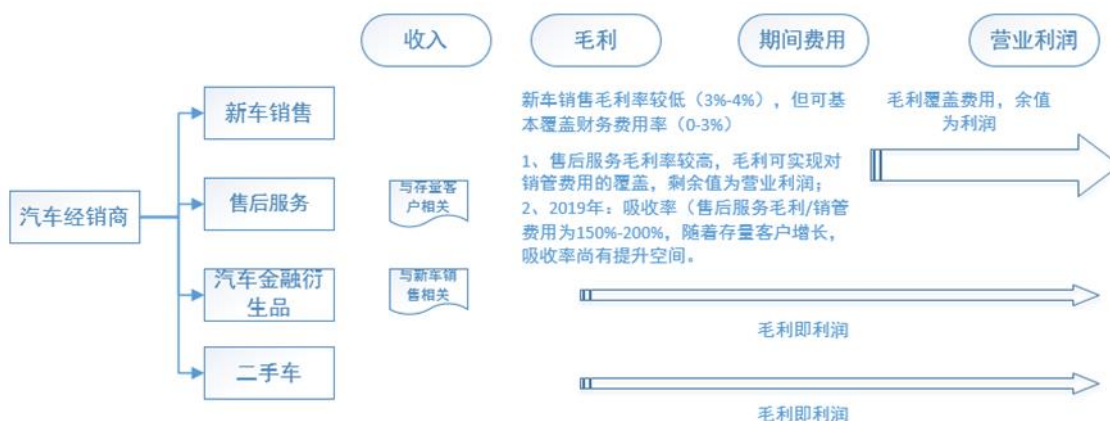 收入
毛利
期间费用
营业利润
新车销售
新车销售毛利率较低（3%-4%），但可基
本覆盖财务费用率（0-3%）
毛利覆盖费用，余值
为利润
汽车经销商
售后服务
与存量客
户相关
1、售后服务毛利率较高，毛利可实现对
销管费用的覆盖，剩余值为营业利润；
2、2019年：吸收率（售后服务毛利/销管
费用为150%-200%，随着存量客户增长，
吸收率尚有提升空间。
汽车金融衍
生品
与新车销
售相关
毛利即利润
二手车
毛利即利润